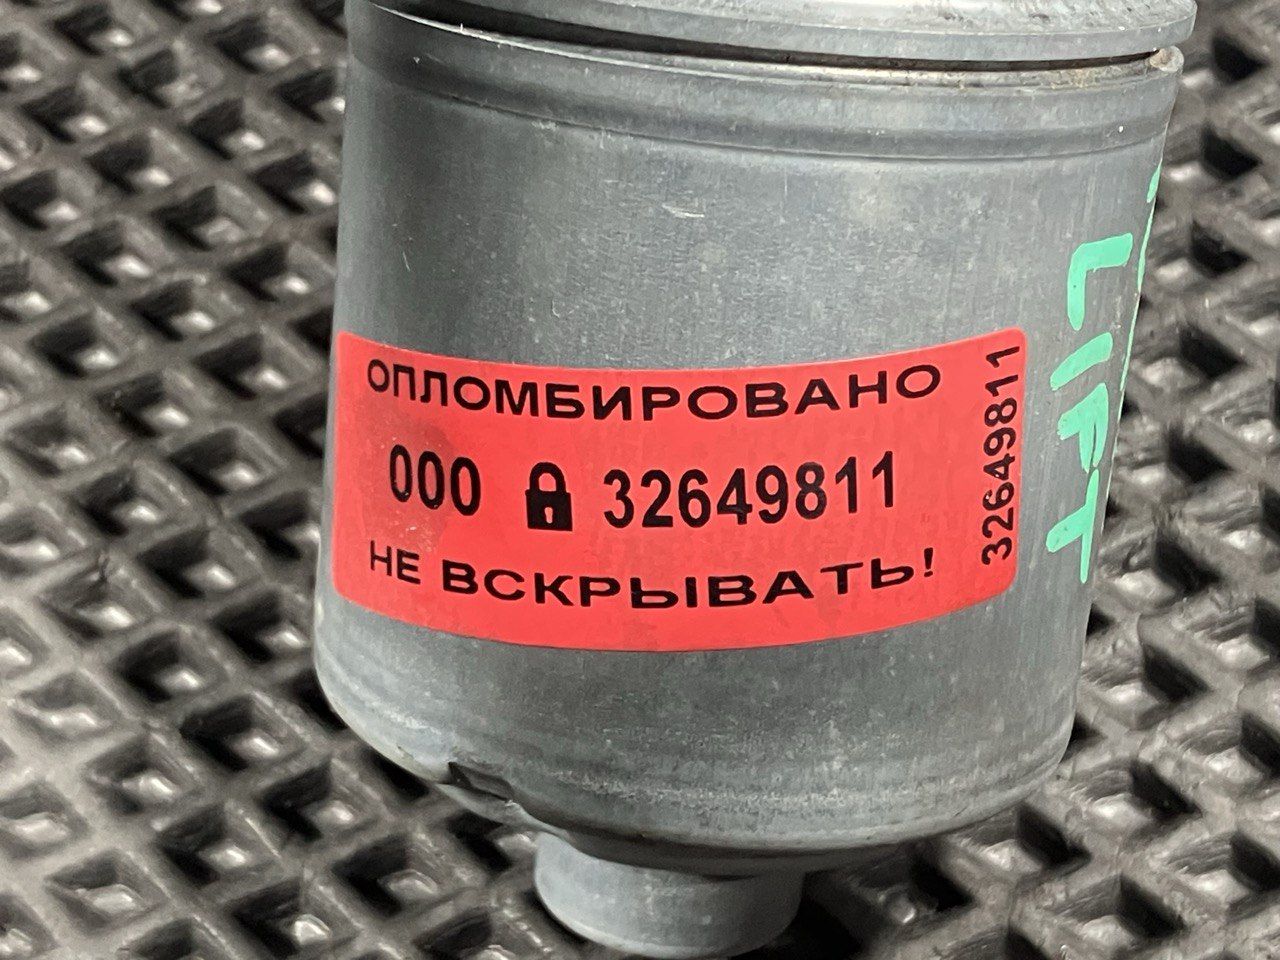 ОПЛОМБИРОВАНО
000 32649811
НЕ ВСКРЫВАТЬ!
32649811
LIFT